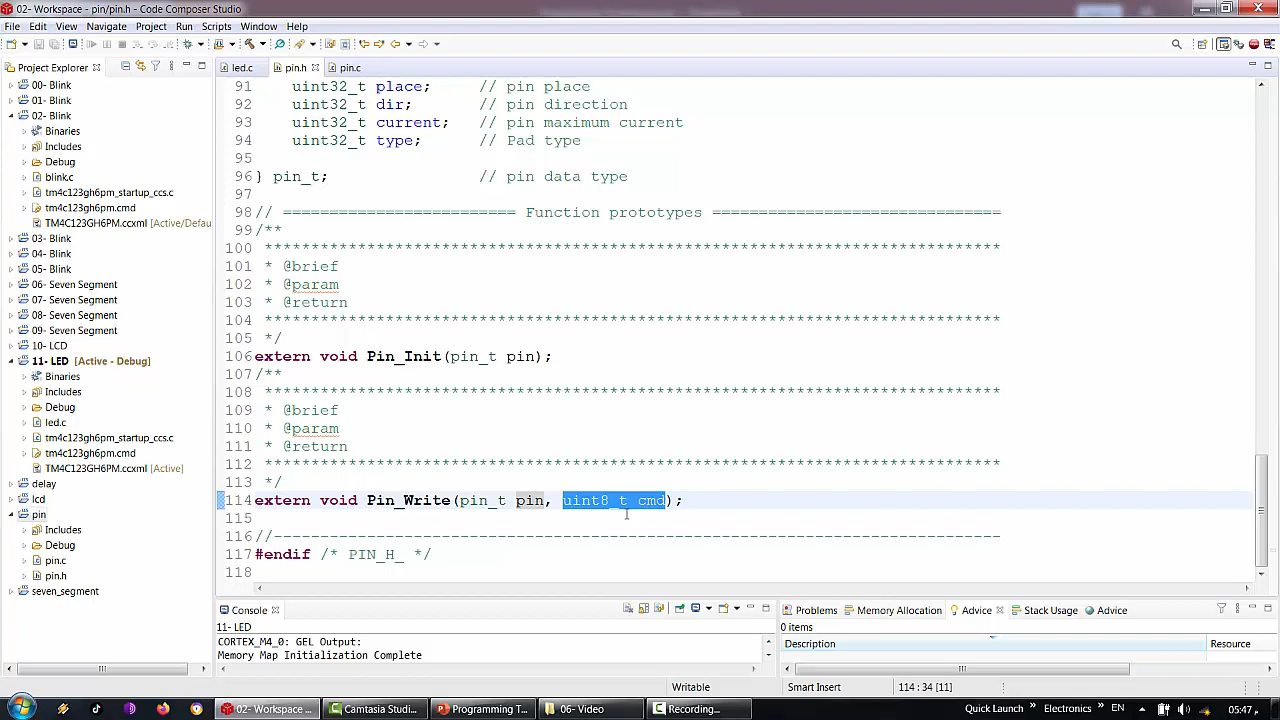 02- Workspace - pin/pin.h - Code Composer Studio
File Edit View Navigate Project Run Scripts Window Help
Project Explorer
led.c
pin.h
pin.c
00- Blink
01- Blink
02- Blink
Binaries
Includes
Debug
blink.c
tm4c123gh6pm_startup_ccs.c
tm4c123gh6pm.cmd
TM4C123GH6PM.ccxml [Active/Defau
03- Blink
04- Blink
05- Blink
06- Seven Segment
07- Seven Segment
08- Seven Segment
09- Seven Segment
10- LCD
11- LED [Active - Debug]
Binaries
Includes
Debug
led.c
tm4c123gh6pm_startup_ccs.c
tm4c123gh6pm.cmd
TM4C123GH6PM.ccxml [Active]
delay
lcd
pin
Includes
Debug
pin.c
pin.h
seven_segment
91 uint32_t place; // pin place
92 uint32_t dir; // pin direction
93 uint32_t current; // pin maximum current
94 uint32_t type; // Pad type
95
96 } pin_t; // pin data type
97
98 // ========================= Function prototypes ===============================
99 /**
100 *******************************************************************************
101 * @brief
102 * @param
103 * @return
104 *******************************************************************************
105 */
106 extern void Pin_Init(pin_t pin);
107 /**
108 *******************************************************************************
109 * @brief
110 * @param
111 * @return
112 *******************************************************************************
113 */
114 extern void Pin_Write(pin_t pin, uint8_t cmd);
115
116 //------------------------------------------------------------------------------
117 #endif /* PIN_H_ */
118
Console
11- LED
CORTEX_M4_0: GEL Output:
Memory Map Initialization Complete
Problems Memory Allocation Advice Stack Usage Advice
0 items
Description Resource
Writable Smart Insert 114 : 34 [11]
02- Workspace ... Camtasia Studi... Programming T... 06- Video Recording... Quick Launch » Electronics » EN 05:47 م